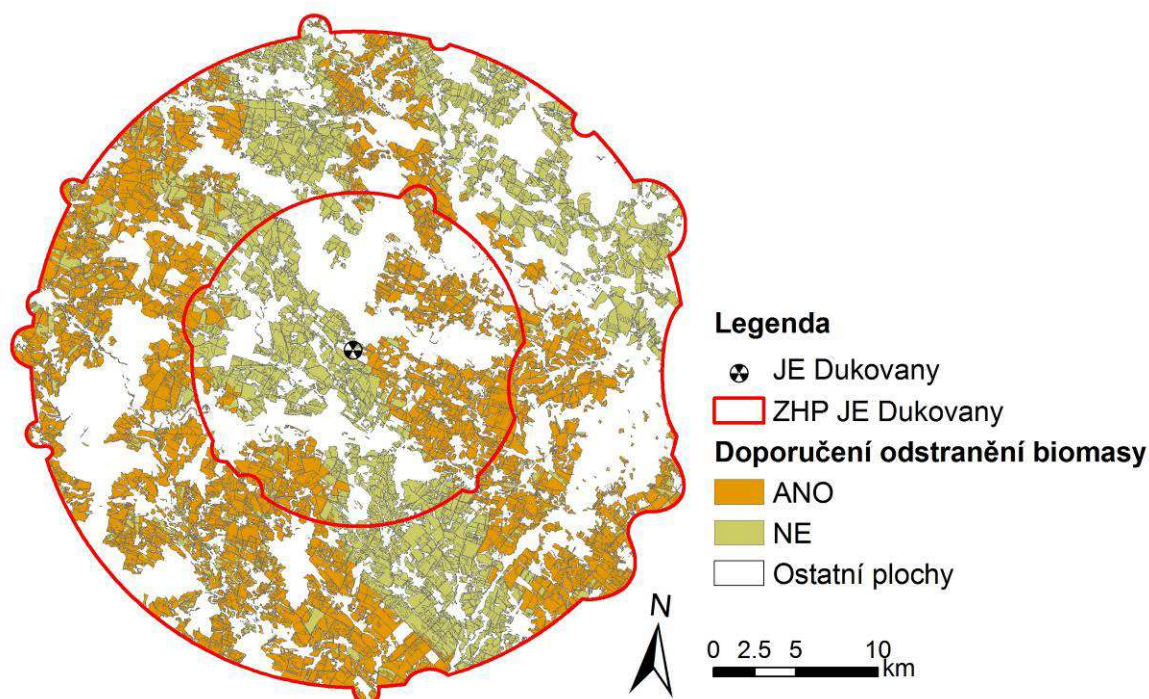 Legenda
JE Dukovany
ZHP JE Dukovany
Doporučení odstranění biomasy
ANO
NE
Ostatní plochy
N
0 2.5 5 10
km